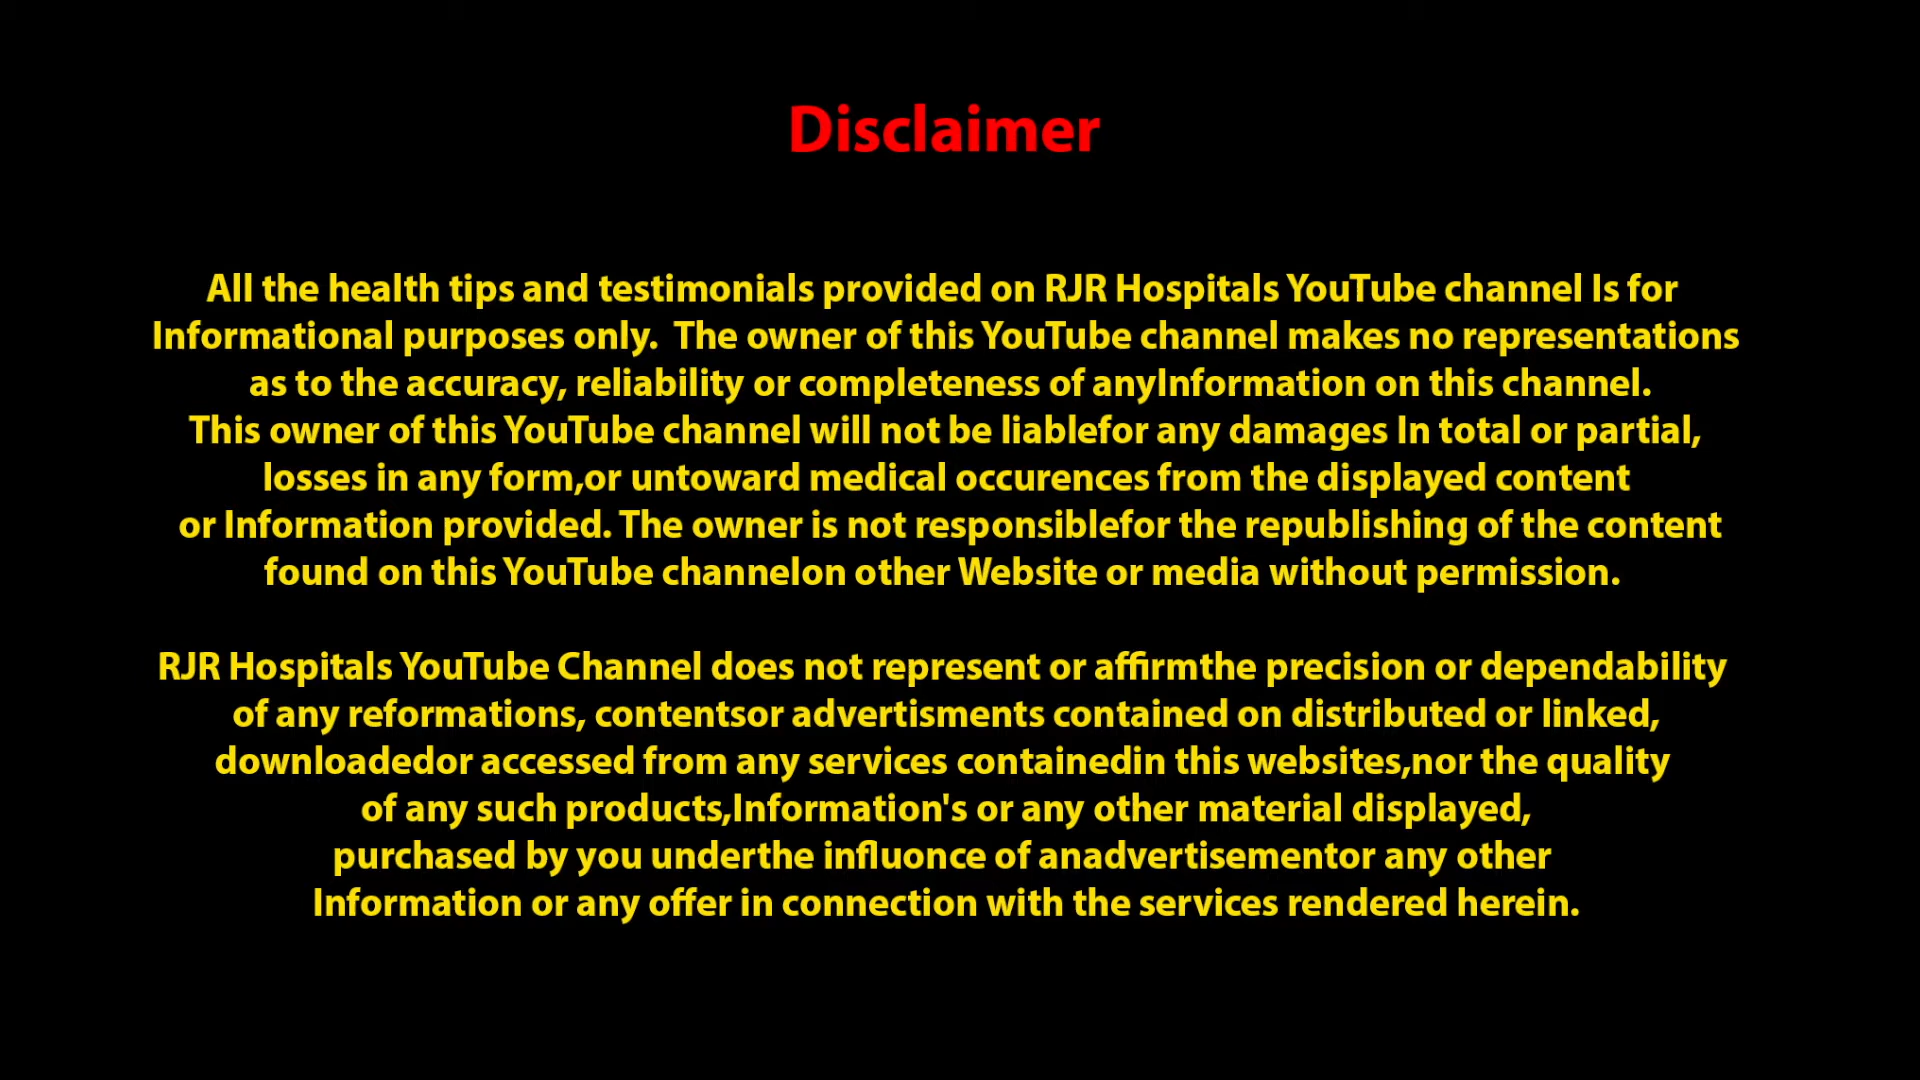 Disclaimer
All the health tips and testimonials provided on RJR Hospitals YouTube channel Is for
Informational purposes only.  The owner of this YouTube channel makes no representations
as to the accuracy, reliability or completeness of anyInformation on this channel.
This owner of this YouTube channel will not be liablefor any damages In total or partial,
losses in any form,or untoward medical occurences from the displayed content
or Information provided. The owner is not responsiblefor the republishing of the content
found on this YouTube channelon other Website or media without permission.
RJR Hospitals YouTube Channel does not represent or affirmthe precision or dependability
of any reformations, contentsor advertisments contained on distributed or linked,
downloadedor accessed from any services containedin this websites,nor the quality
of any such products,Information's or any other material displayed,
purchased by you underthe influonce of anadvertisementor any other
Information or any offer in connection with the services rendered herein.